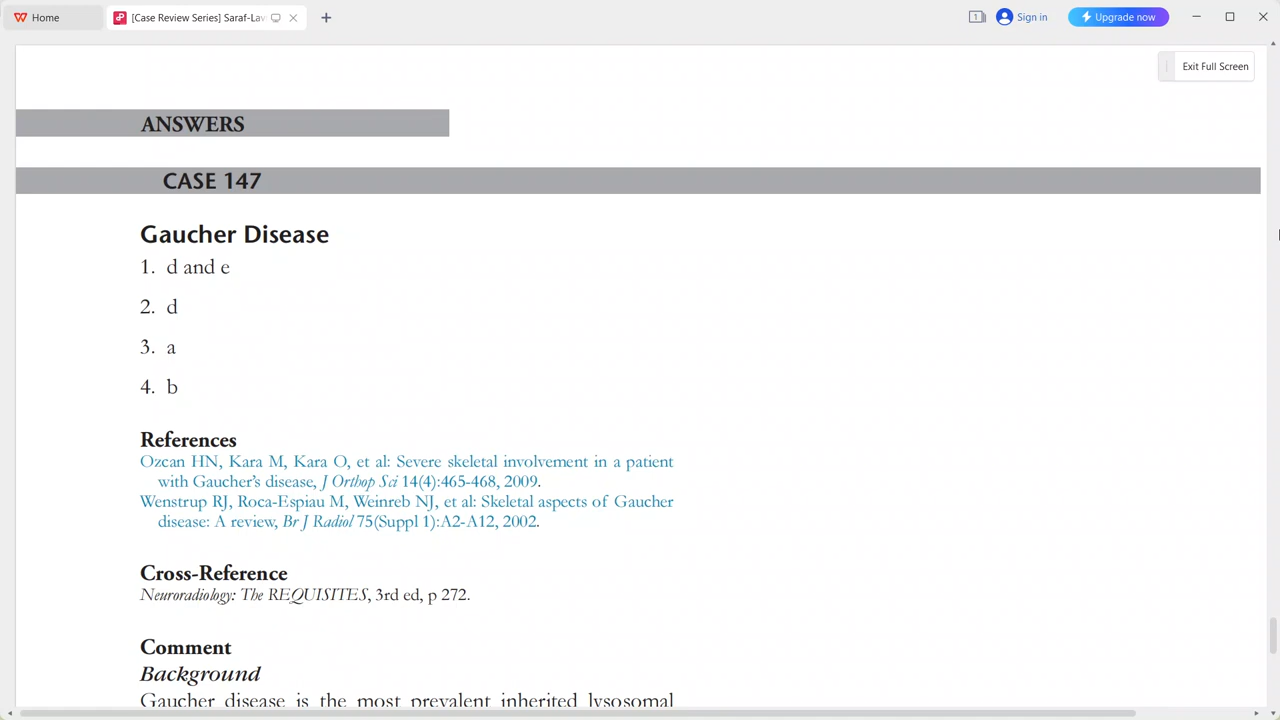 Home
[Case Review Series] Saraf-Lav
1
Sign in
Upgrade now
Exit Full Screen
ANSWERS
CASE 147
Gaucher Disease
1. d and e
2. d
3. a
4. b
References
Ozcan HN, Kara M, Kara O, et al: Severe skeletal involvement in a patient
with Gaucher's disease, J Orthop Sci 14(4):465-468, 2009.
Wenstrup RJ, Roca-Espiau M, Weinreb NJ, et al: Skeletal aspects of Gaucher
disease: A review, Br J Radiol 75(Suppl 1):A2-A12, 2002.
Cross-Reference
Neuroradiology: The REQUISITES, 3rd ed, p 272.
Comment
Background
Gaucher disease is the most prevalent inherited lysosomal